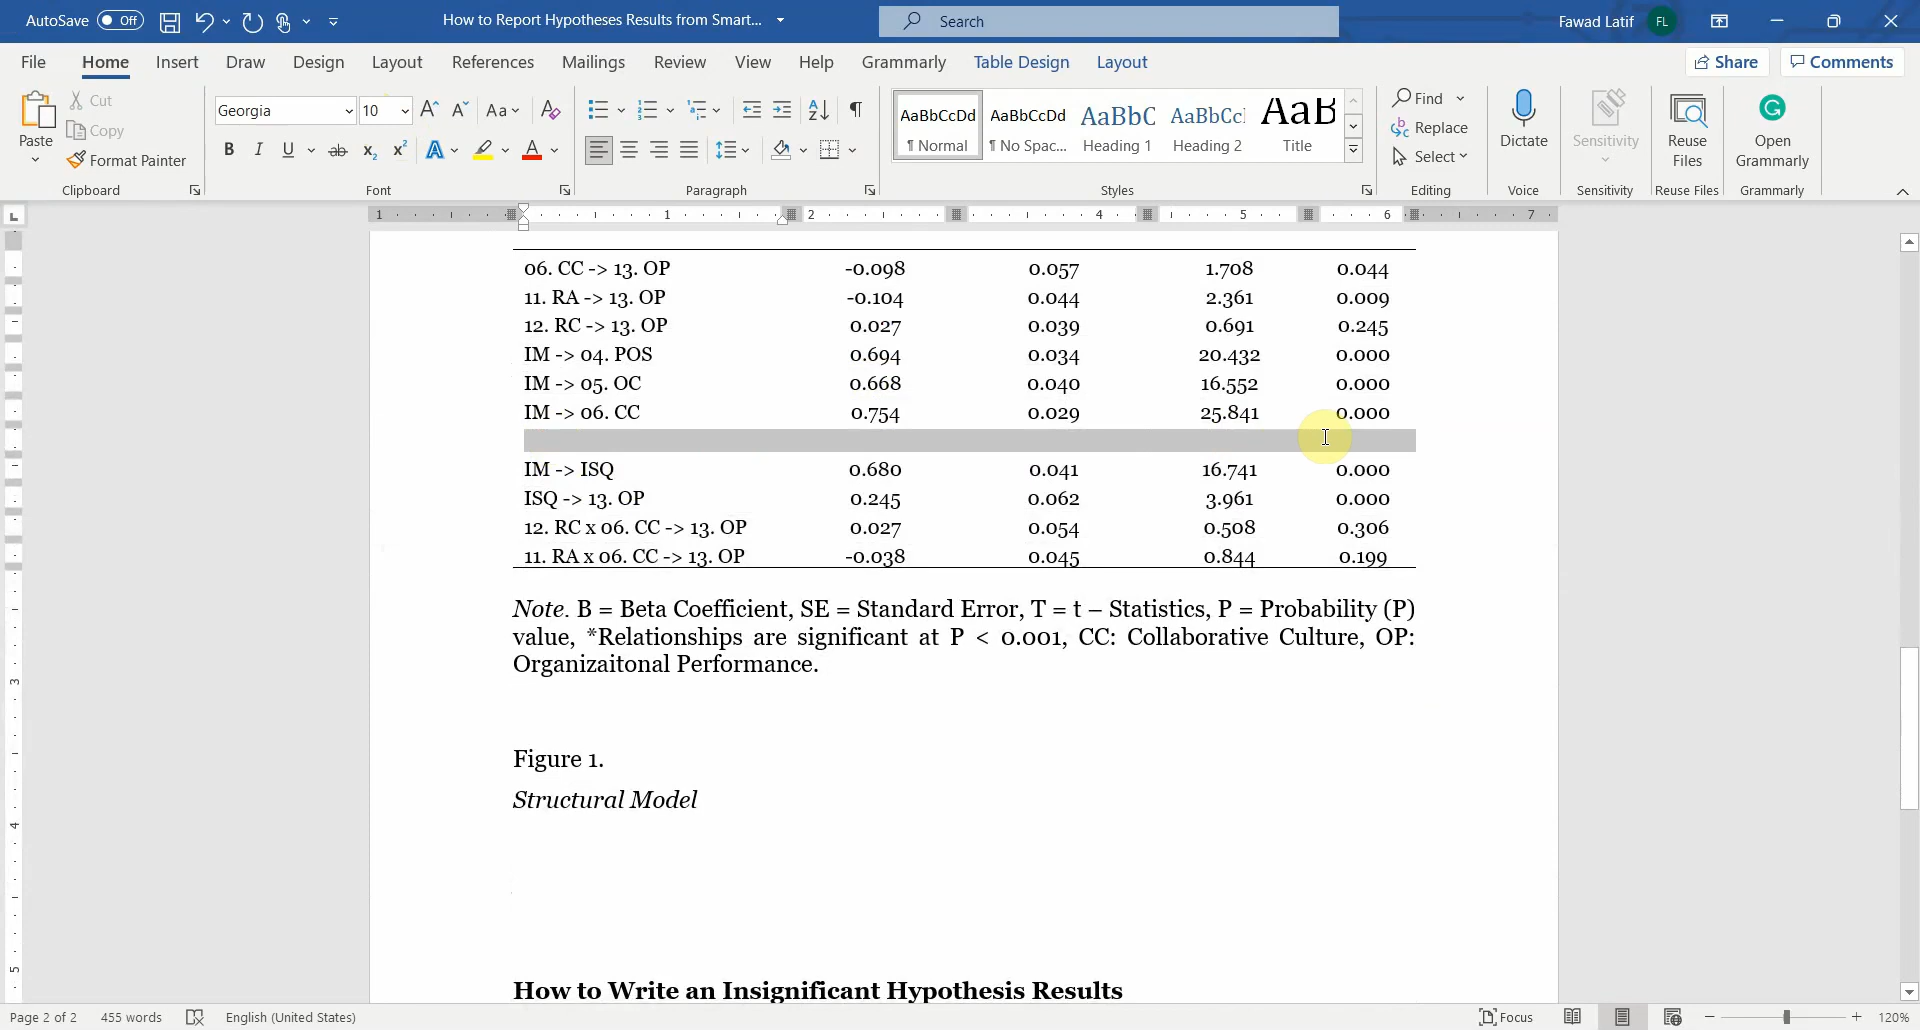 AutoSave Off How to Report Hypotheses Results from Smart... Search Fawad Latif FL
File Home Insert Draw Design Layout References Mailings Review View Help Grammarly Table Design Layout Share Comments
Paste
Cut
Copy
Format Painter
Clipboard
Georgia 10
Font
Paragraph
AaBbCcDd AaBbCcDd AaBbC AaBbCc AaB
¶ Normal ¶ No Spac... Heading 1 Heading 2 Title
Styles
Find
Replace
Select
Editing
Dictate
Voice
Sensitivity
Sensitivity
Reuse
Files
Reuse Files
Open
Grammarly
Grammarly
1 1 2 4 5 6 7
06. CC -> 13. OP -0.098 0.057 1.708 0.044
11. RA -> 13. OP -0.104 0.044 2.361 0.009
12. RC -> 13. OP 0.027 0.039 0.691 0.245
IM -> 04. POS 0.694 0.034 20.432 0.000
IM -> 05. OC 0.668 0.040 16.552 0.000
IM -> 06. CC 0.754 0.029 25.841 0.000
IM -> ISQ 0.680 0.041 16.741 0.000
ISQ -> 13. OP 0.245 0.062 3.961 0.000
12. RC x 06. CC -> 13. OP 0.027 0.054 0.508 0.306
11. RA x 06. CC -> 13. OP -0.038 0.045 0.844 0.199
Note. B = Beta Coefficient, SE = Standard Error, T = t – Statistics, P = Probability (P)
value, *Relationships are significant at P < 0.001, CC: Collaborative Culture, OP:
Organizaitonal Performance.
Figure 1.
Structural Model
How to Write an Insignificant Hypothesis Results
3
4
5
Page 2 of 2 455 words English (United States) Focus 120%